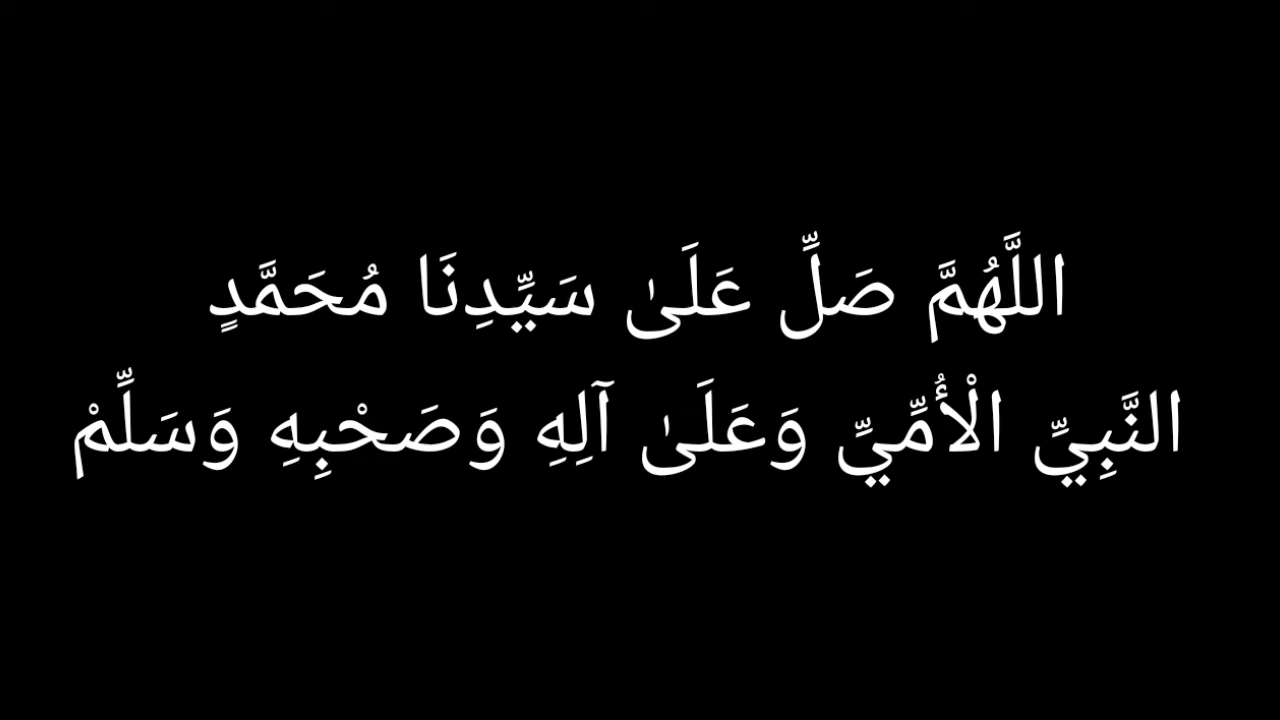 اللَّهُمَّ صَلِّ عَلَىٰ سَيِّدِنَا مُحَمَّدٍ
النَّبِيِّ الْأُمِّيِّ وَعَلَىٰ آلِهِ وَصَحْبِهِ وَسَلِّمْ